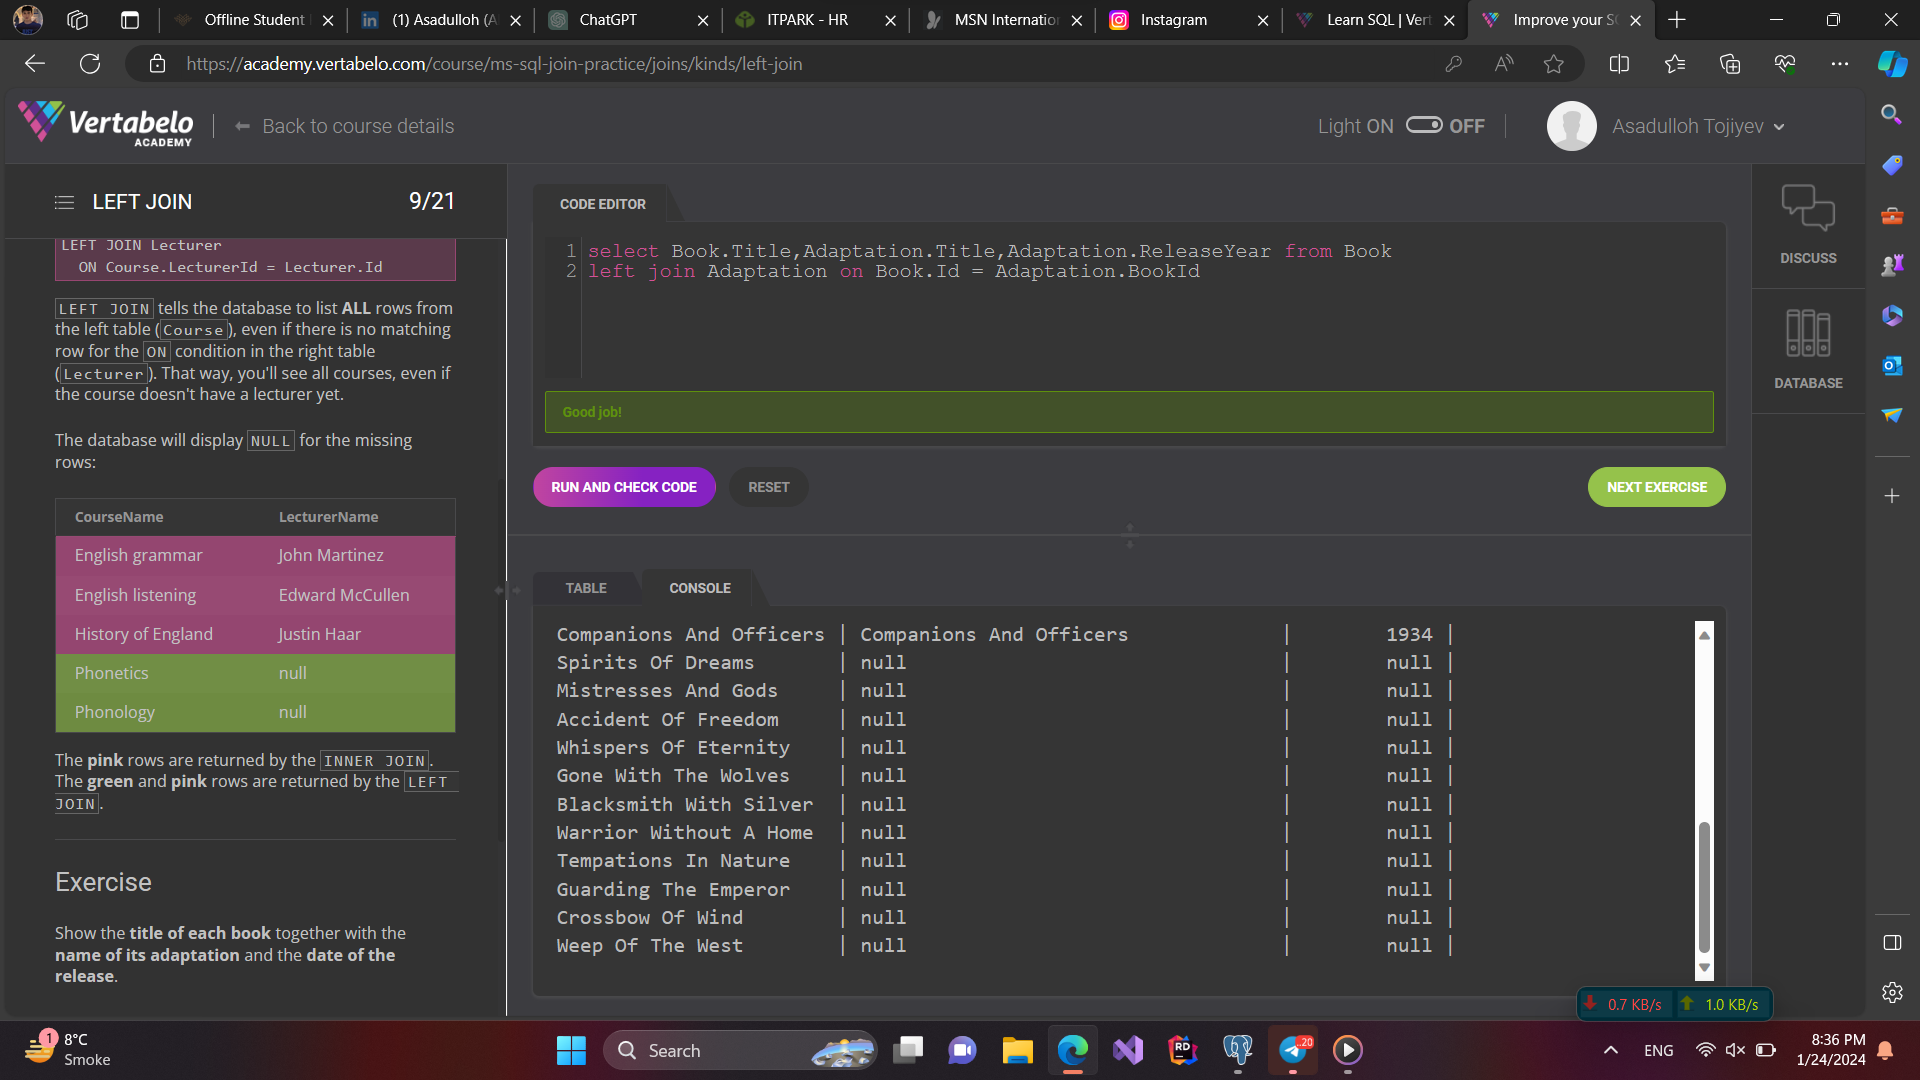 Offline Student
(1) Asadulloh (A
ChatGPT
ITPARK - HR
MSN Internatio
Instagram
Learn SQL | Vert
Improve your S
https://academy.vertabelo.com/course/ms-sql-join-practice/joins/kinds/left-join
Vertabelo
ACADEMY
Back to course details
Light ON
OFF
Asadulloh Tojiyev
LEFT JOIN
9/21
LEFT JOIN Lecturer
ON Course.LecturerId = Lecturer.Id
LEFT JOIN tells the database to list ALL rows from
the left table (Course), even if there is no matching
row for the ON condition in the right table
(Lecturer). That way, you'll see all courses, even if
the course doesn't have a lecturer yet.
The database will display NULL for the missing
rows:
CourseName LecturerName
English grammar John Martinez
English listening Edward McCullen
History of England Justin Haar
Phonetics null
Phonology null
The pink rows are returned by the INNER JOIN.
The green and pink rows are returned by the LEFT
JOIN.
Exercise
Show the title of each book together with the
name of its adaptation and the date of the
release.
CODE EDITOR
1 select Book.Title,Adaptation.Title,Adaptation.ReleaseYear from Book
2 left join Adaptation on Book.Id = Adaptation.BookId
Good job!
RUN AND CHECK CODE
RESET
NEXT EXERCISE
TABLE
CONSOLE
Companions And Officers | Companions And Officers | 1934 |
Spirits Of Dreams | null | null |
Mistresses And Gods | null | null |
Accident Of Freedom | null | null |
Whispers Of Eternity | null | null |
Gone With The Wolves | null | null |
Blacksmith With Silver | null | null |
Warrior Without A Home | null | null |
Tempations In Nature | null | null |
Guarding The Emperor | null | null |
Crossbow Of Wind | null | null |
Weep Of The West | null | null |
DISCUSS
DATABASE
0.7 KB/s
1.0 KB/s
1
8°C
Smoke
Search
RD
20
ENG
8:36 PM
1/24/2024